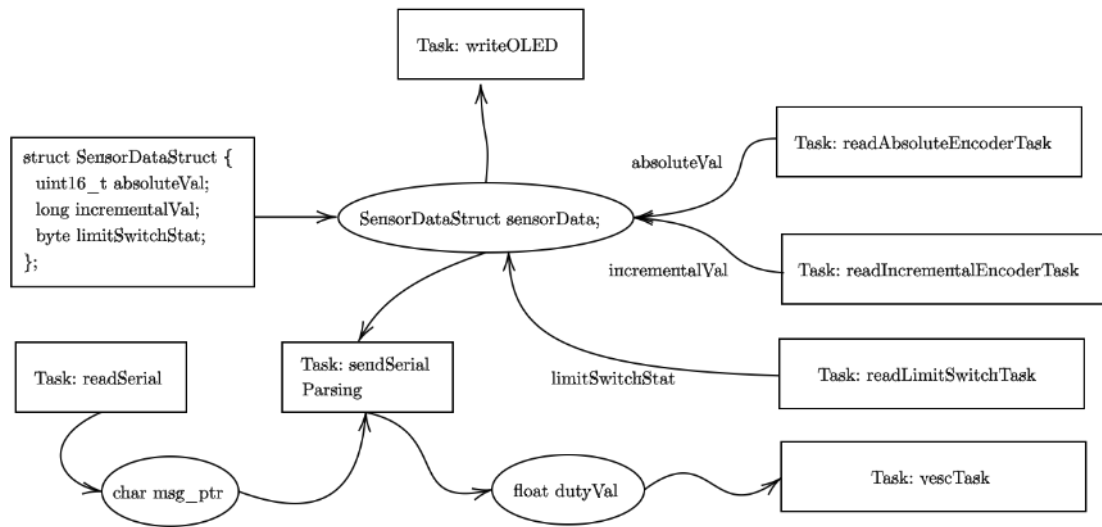 Task: writeOLED
struct SensorDataStruct {
uint16_t absoluteVal;
long incrementalVal;
byte limitSwitchStat;
};
SensorDataStruct sensorData;
absoluteVal
Task: readAbsoluteEncoderTask
incrementalVal
Task: readIncrementalEncoderTask
Task: readSerial
Task: sendSerial
Parsing
limitSwitchStat
Task: readLimitSwitchTask
char msg_ptr
float dutyVal
Task: vescTask